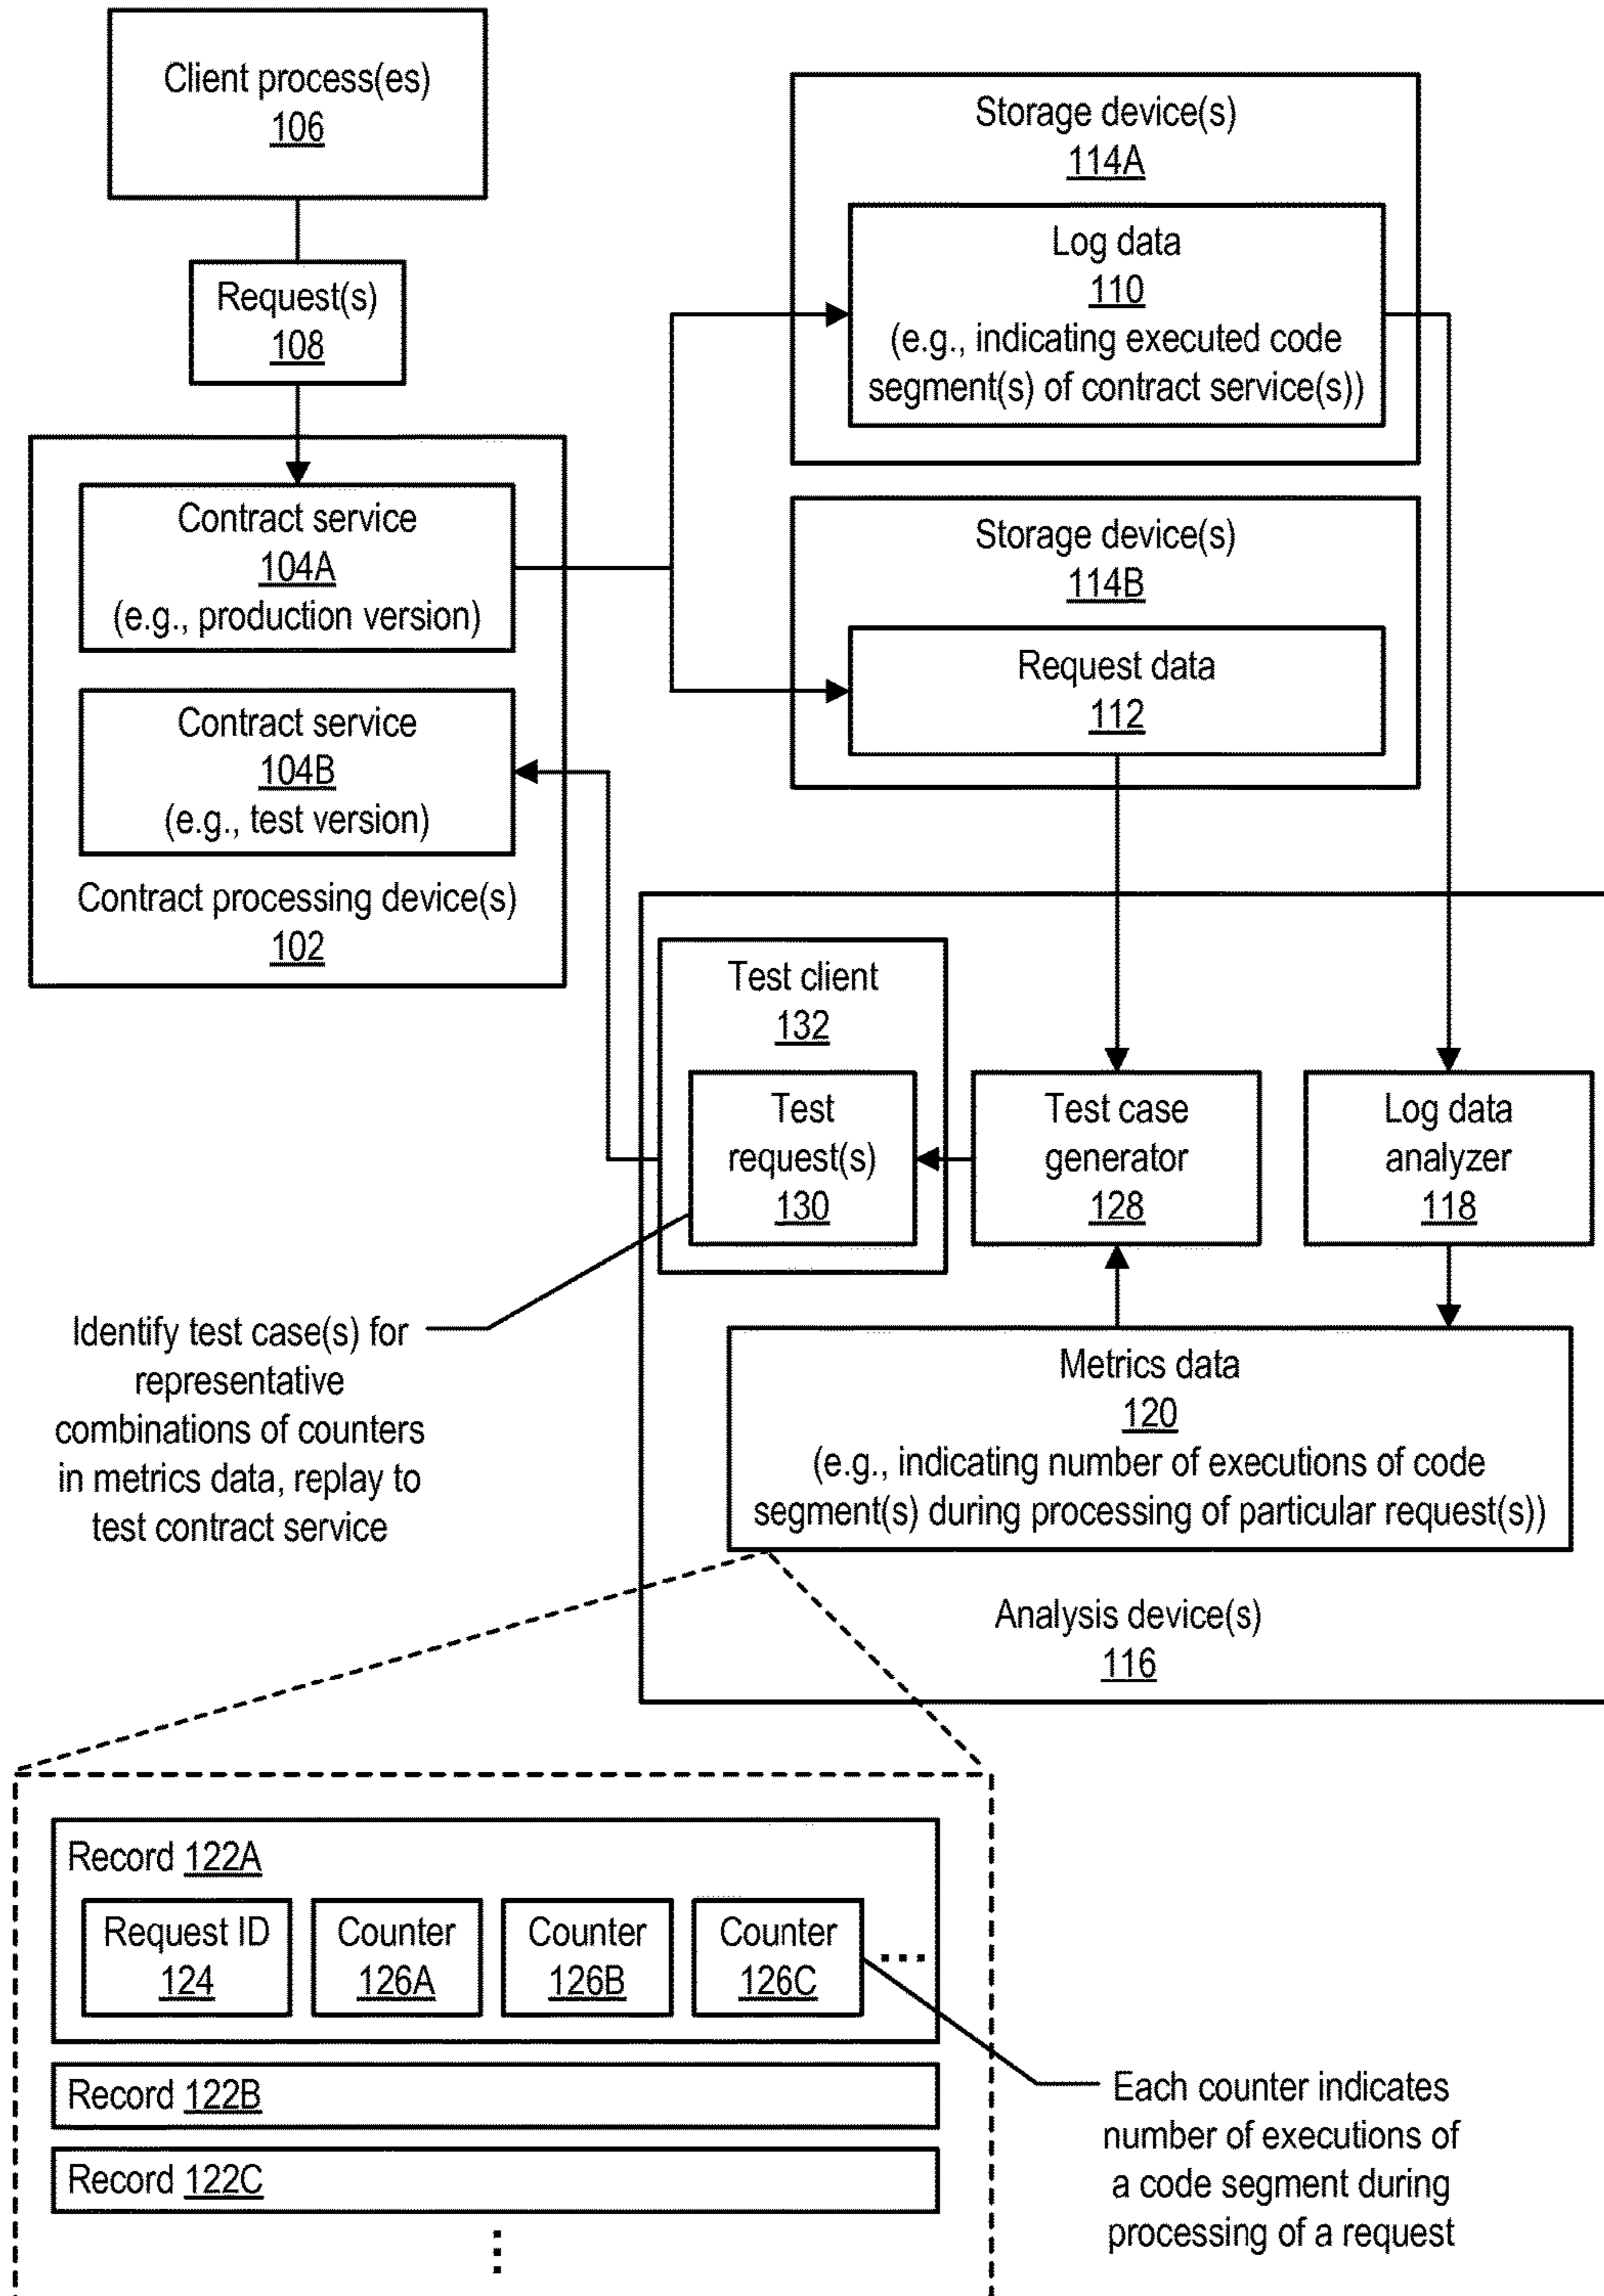 Client process(es)
106
Request(s)
108
Contract service
104A
(e.g., production version)
Contract service
104B
(e.g., test version)
Contract processing device(s)
102
Storage device(s)
114A
Log data
110
(e.g., indicating executed code
segment(s) of contract service(s))
Storage device(s)
114B
Request data
112
Test client
132
Test
request(s)
130
Test case
generator
128
Log data
analyzer
118
Identify test case(s) for
representative
combinations of counters
in metrics data, replay to
test contract service
Metrics data
120
(e.g., indicating number of executions of code
segment(s) during processing of particular request(s))
Analysis device(s)
116
Record 122A
Request ID
124
Counter
126A
Counter
126B
Counter
126C
...
Record 122B
Record 122C
Each counter indicates
number of executions of
a code segment during
processing of a request